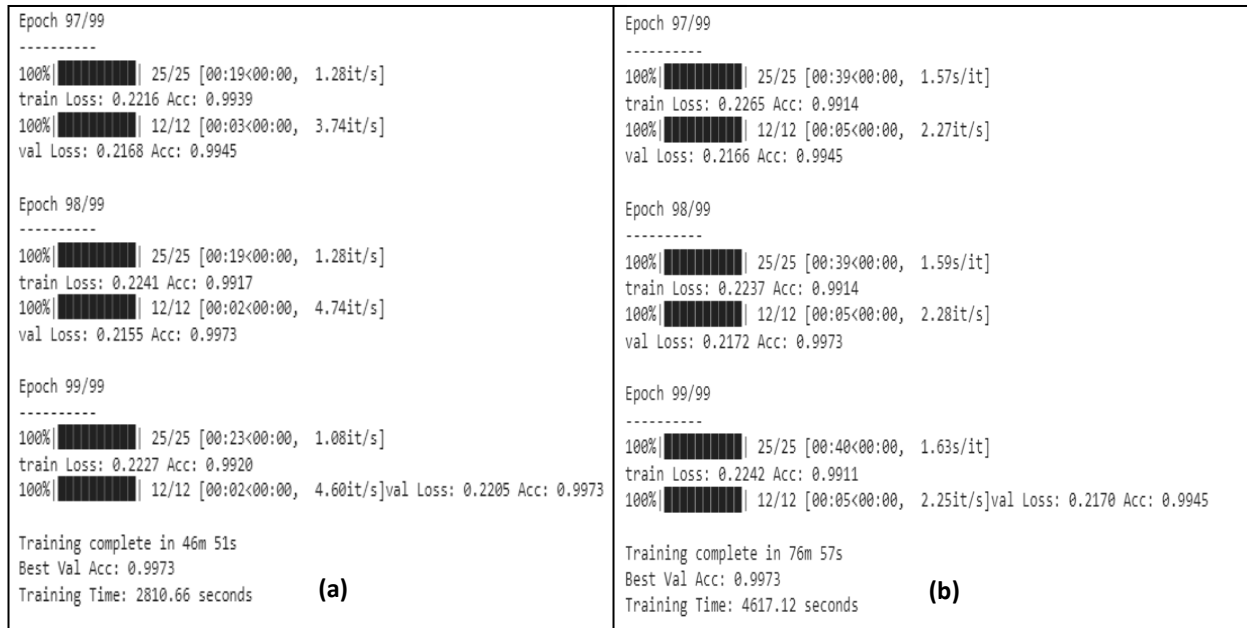 Epoch 97/99
----------
100%|██████████| 25/25 [00:19<00:00, 1.28it/s]
train Loss: 0.2216 Acc: 0.9939
100%|██████████| 12/12 [00:03<00:00, 3.74it/s]
val Loss: 0.2168 Acc: 0.9945
Epoch 98/99
----------
100%|██████████| 25/25 [00:19<00:00, 1.28it/s]
train Loss: 0.2241 Acc: 0.9917
100%|██████████| 12/12 [00:02<00:00, 4.74it/s]
val Loss: 0.2155 Acc: 0.9973
Epoch 99/99
----------
100%|██████████| 25/25 [00:23<00:00, 1.08it/s]
train Loss: 0.2227 Acc: 0.9920
100%|██████████| 12/12 [00:02<00:00, 4.60it/s]val Loss: 0.2205 Acc: 0.9973
Training complete in 46m 51s
Best Val Acc: 0.9973
Training Time: 2810.66 seconds
(a)
Epoch 97/99
----------
100%|██████████| 25/25 [00:39<00:00, 1.57s/it]
train Loss: 0.2265 Acc: 0.9914
100%|██████████| 12/12 [00:05<00:00, 2.27it/s]
val Loss: 0.2166 Acc: 0.9945
Epoch 98/99
----------
100%|██████████| 25/25 [00:39<00:00, 1.59s/it]
train Loss: 0.2237 Acc: 0.9914
100%|██████████| 12/12 [00:05<00:00, 2.28it/s]
val Loss: 0.2172 Acc: 0.9973
Epoch 99/99
----------
100%|██████████| 25/25 [00:40<00:00, 1.63s/it]
train Loss: 0.2242 Acc: 0.9911
100%|██████████| 12/12 [00:05<00:00, 2.25it/s]val Loss: 0.2170 Acc: 0.9945
Training complete in 76m 57s
Best Val Acc: 0.9973
Training Time: 4617.12 seconds
(b)